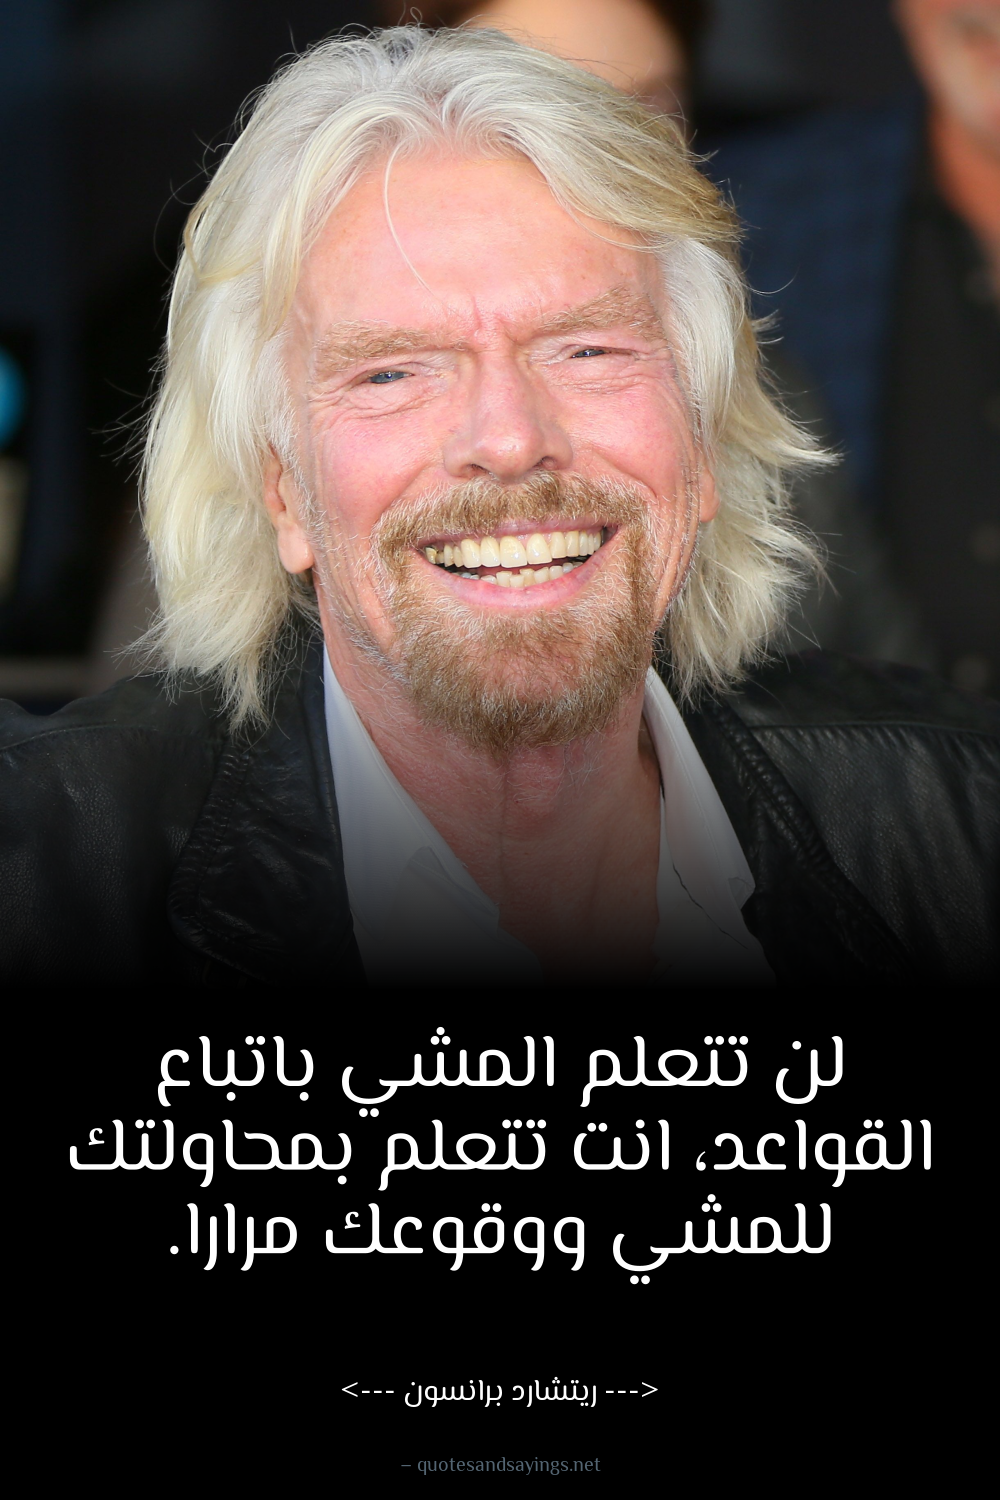 لن تتعلم المشي باتباع
القواعد، انت تتعلم بمحاولتك
للمشي ووقوعك مرارا.
<--- ريتشارد برانسون --->
– quotesandsayings.net